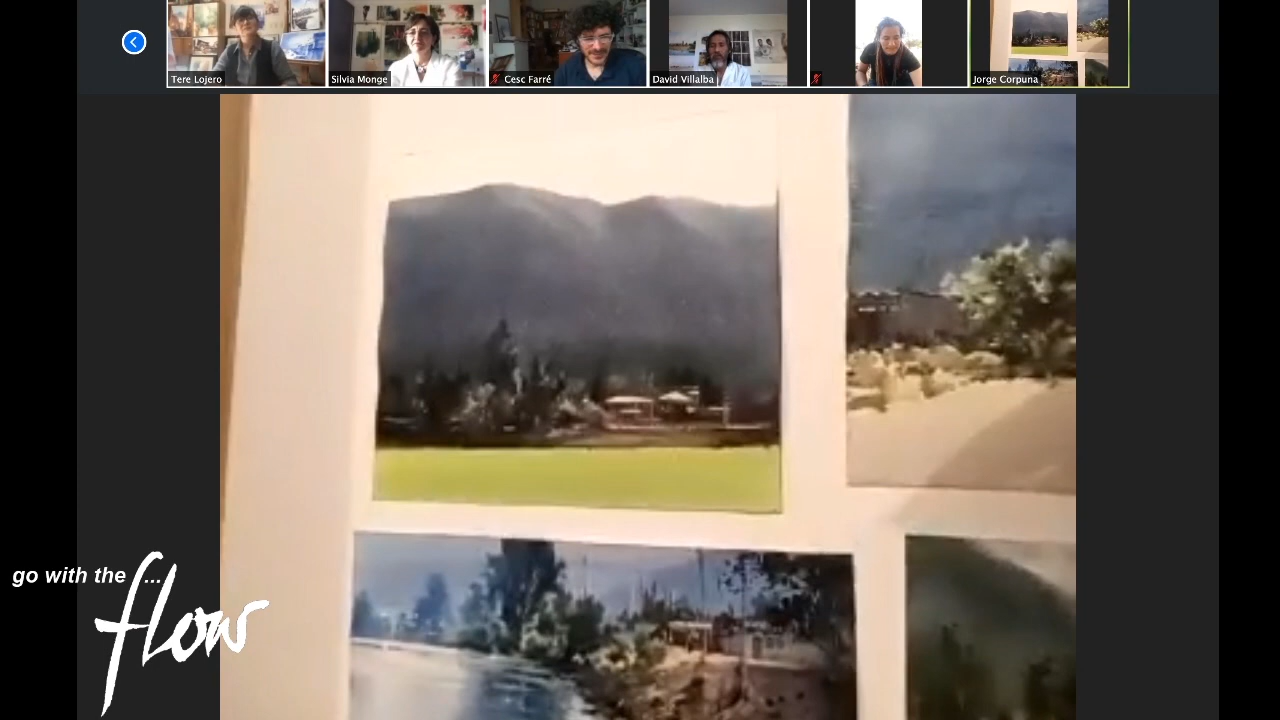 Tere Lojero
Silvia Monge
Cesc Farré
David Villalba
Jorge Corpuna
go with the ...
flow